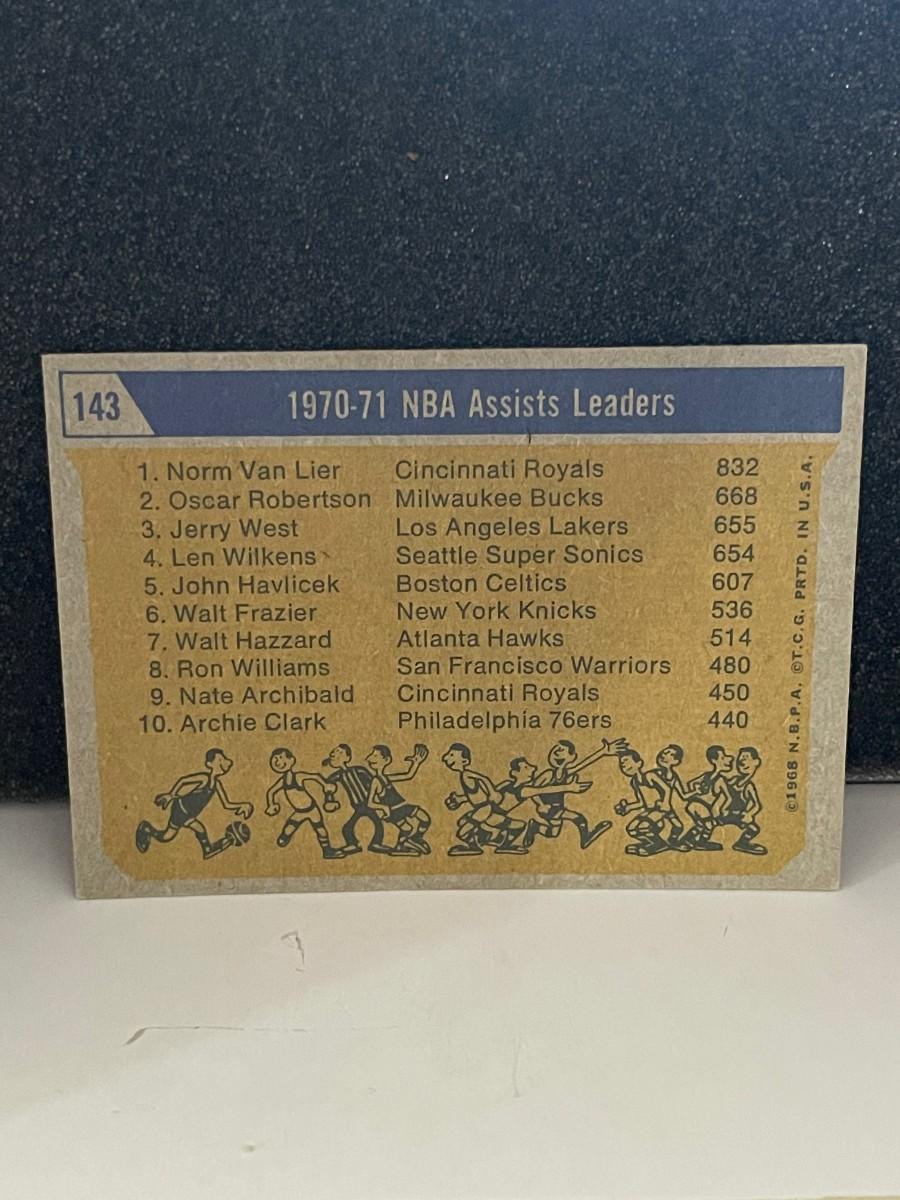 143 1970-71 NBA Assists Leaders
1. Norm Van Lier Cincinnati Royals 832
2. Oscar Robertson Milwaukee Bucks 668
3. Jerry West Los Angeles Lakers 655
4. Len Wilkens Seattle Super Sonics 654
5. John Havlicek Boston Celtics 607
6. Walt Frazier New York Knicks 536
7. Walt Hazzard Atlanta Hawks 514
8. Ron Williams San Francisco Warriors 480
9. Nate Archibald Cincinnati Royals 450
10. Archie Clark Philadelphia 76ers 440
©1968 N.B.P.A. ©T.C.G. PRTD. IN U.S.A.